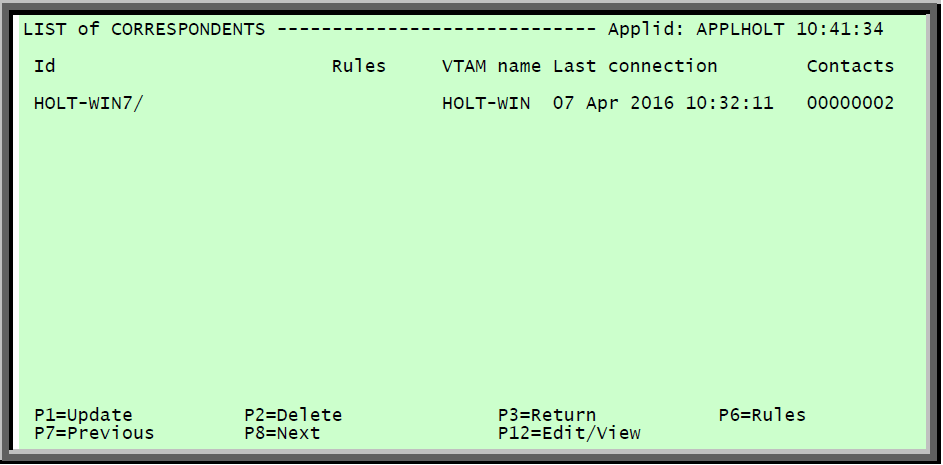 LIST of CORRESPONDENTS ----------------------------- Applid: APPLHOLT 10:41:34
Id Rules VTAM name Last connection Contacts
HOLT-WIN7/ HOLT-WIN 07 Apr 2016 10:32:11 00000002
P1=Update P2=Delete P3=Return P6=Rules
P7=Previous P8=Next P12=Edit/View